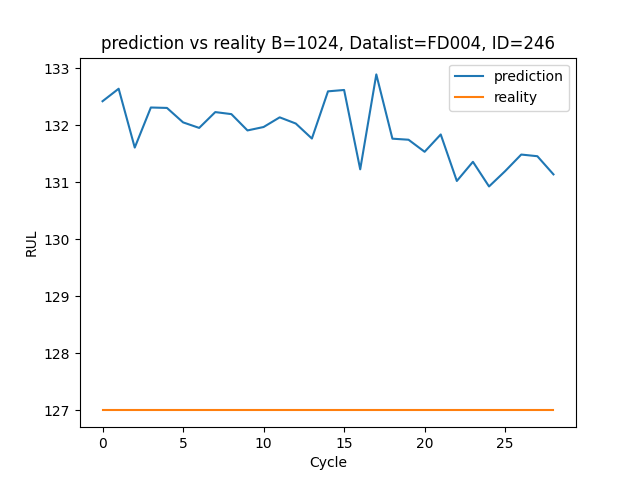 prediction vs reality B=1024, Datalist=FD004, ID=246
prediction
reality
RUL
133
132
131
130
129
128
127
0 5 10 15 20 25
Cycle